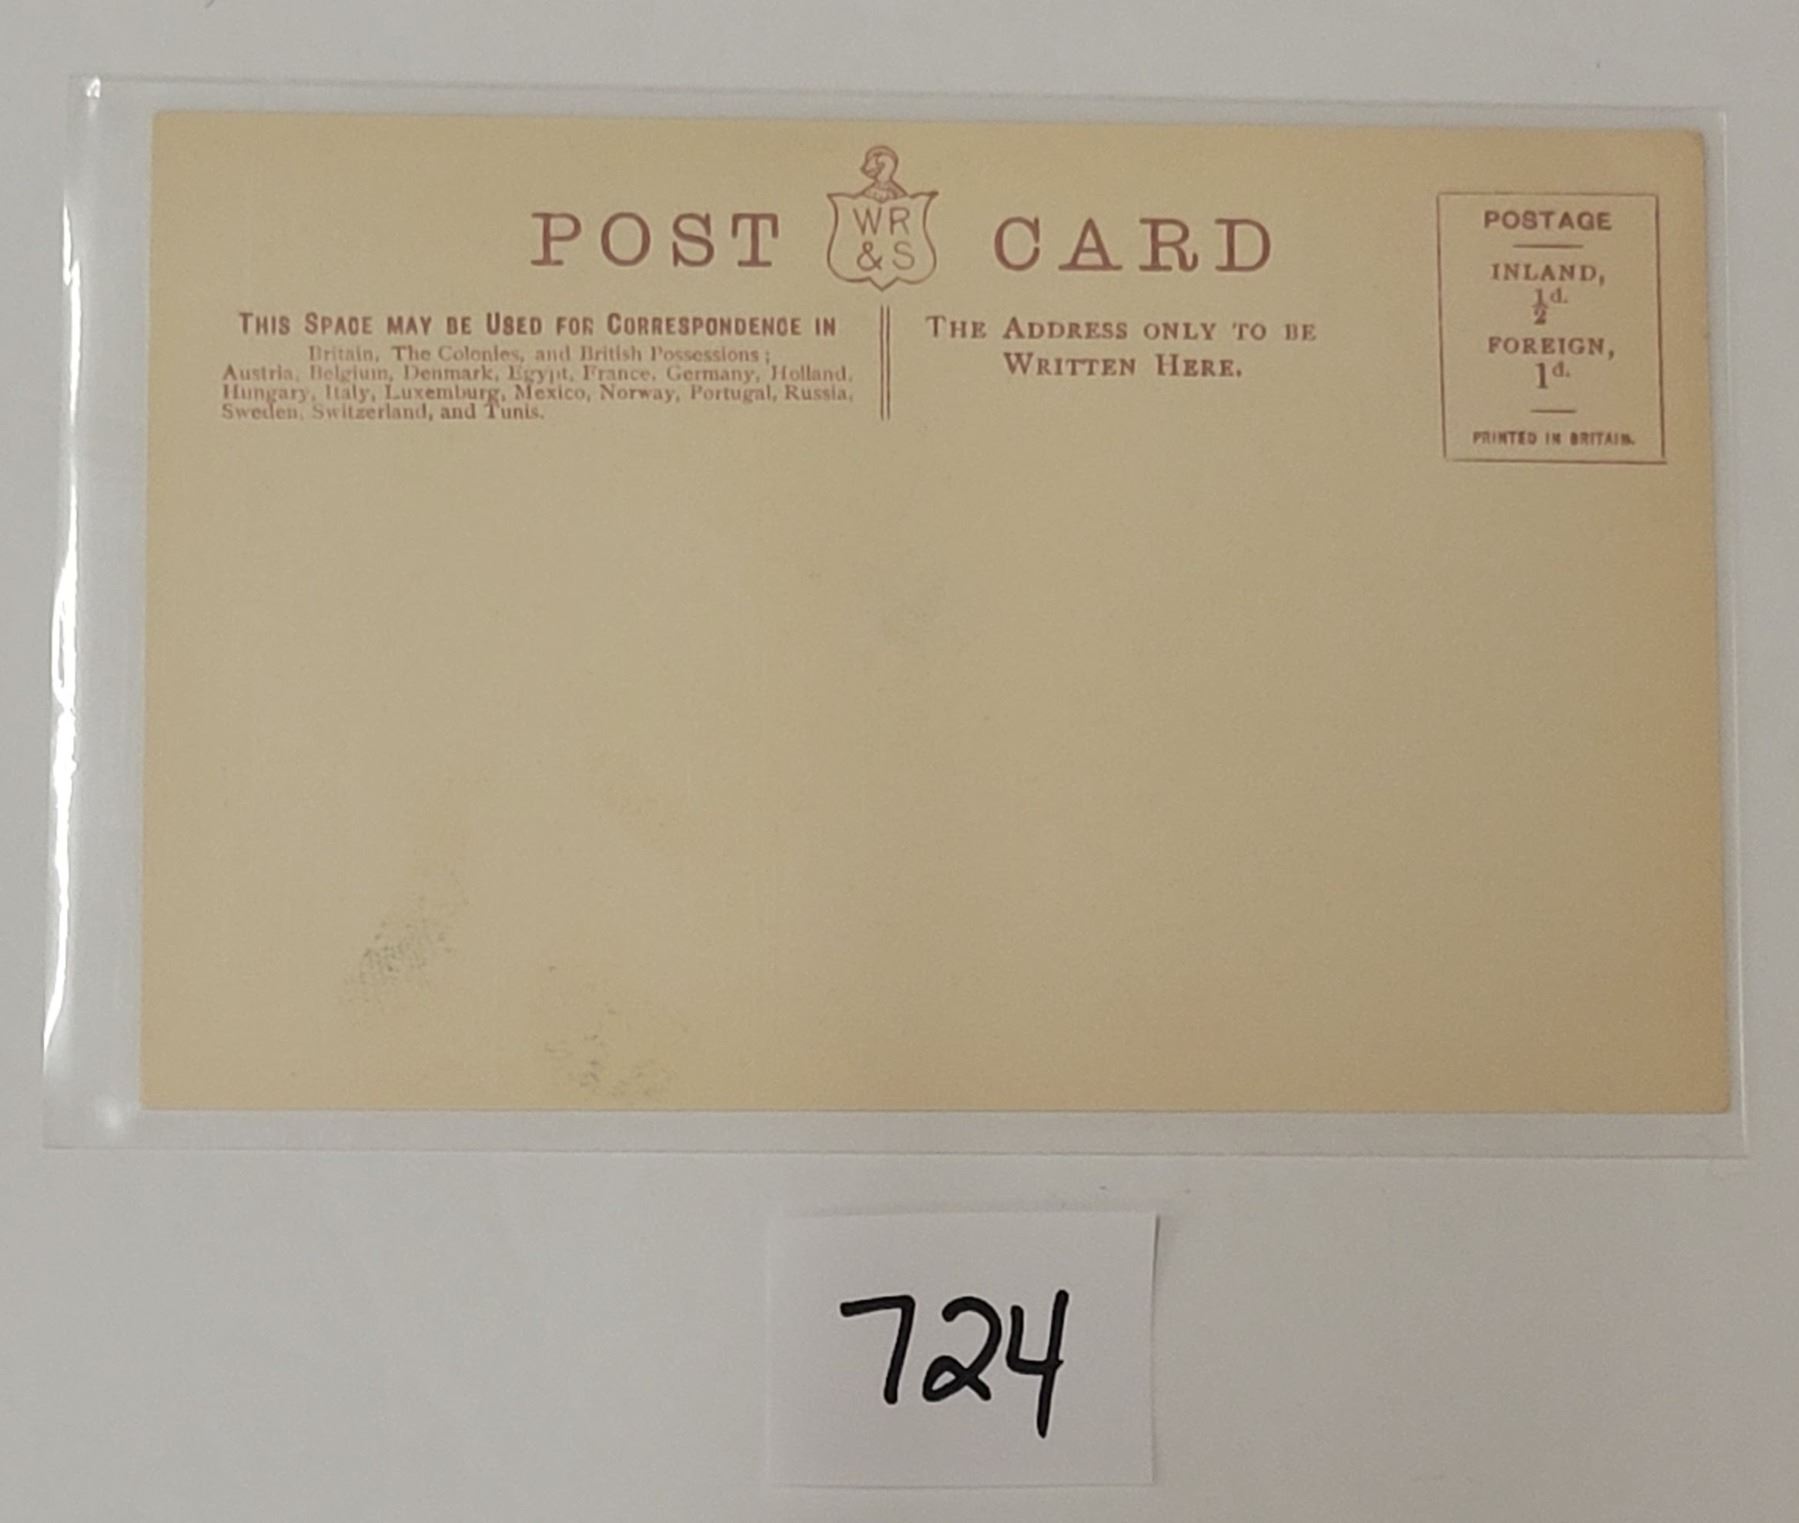 POST WR & S CARD
POSTAGE
INLAND,
½d.
FOREIGN,
1d.
PRINTED IN BRITAIN.
THIS SPACE MAY BE USED FOR CORRESPONDENCE IN
Britain, The Colonies, and British Possessions;
Austria, Belgium, Denmark, Egypt, France, Germany, Holland,
Hungary, Italy, Luxemburg, Mexico, Norway, Portugal, Russia,
Sweden, Switzerland, and Tunis.
THE ADDRESS ONLY TO BE
WRITTEN HERE.
724